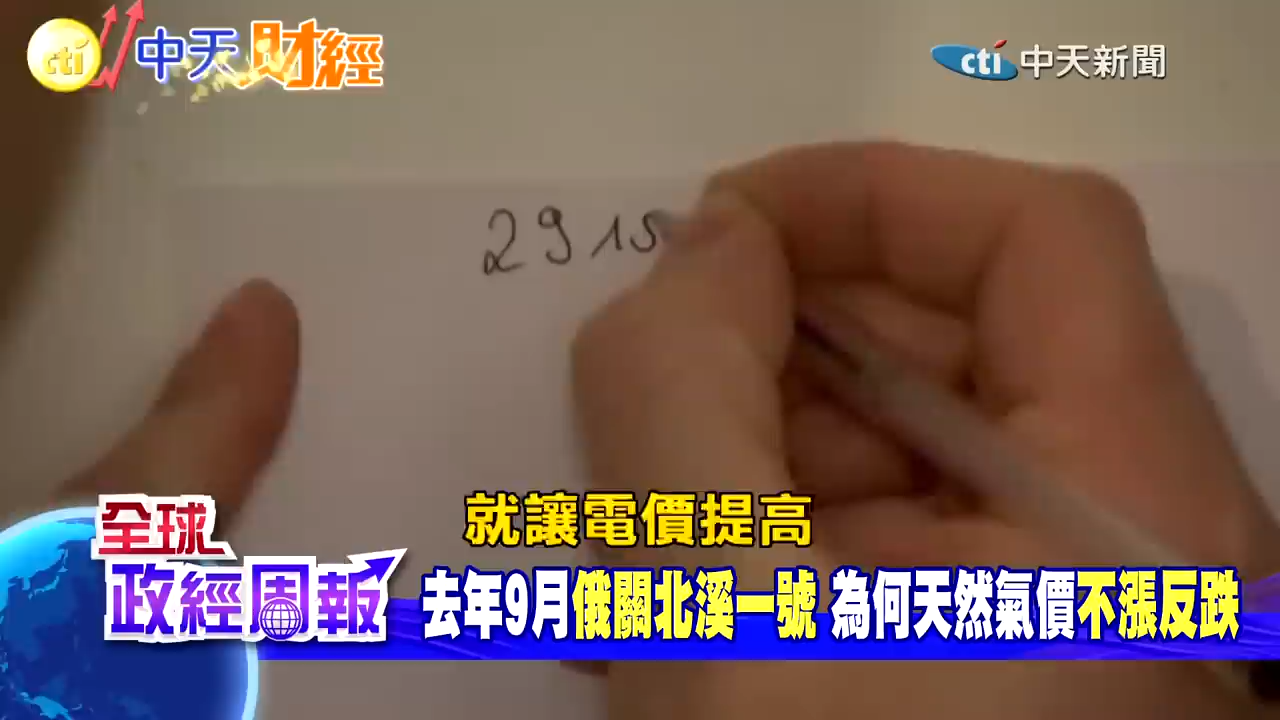 cti 中天財經
cti 中天新聞
2915
就讓電價提高
全球
政經周報
去年9月俄關北溪一號 為何天然氣價不漲反跌